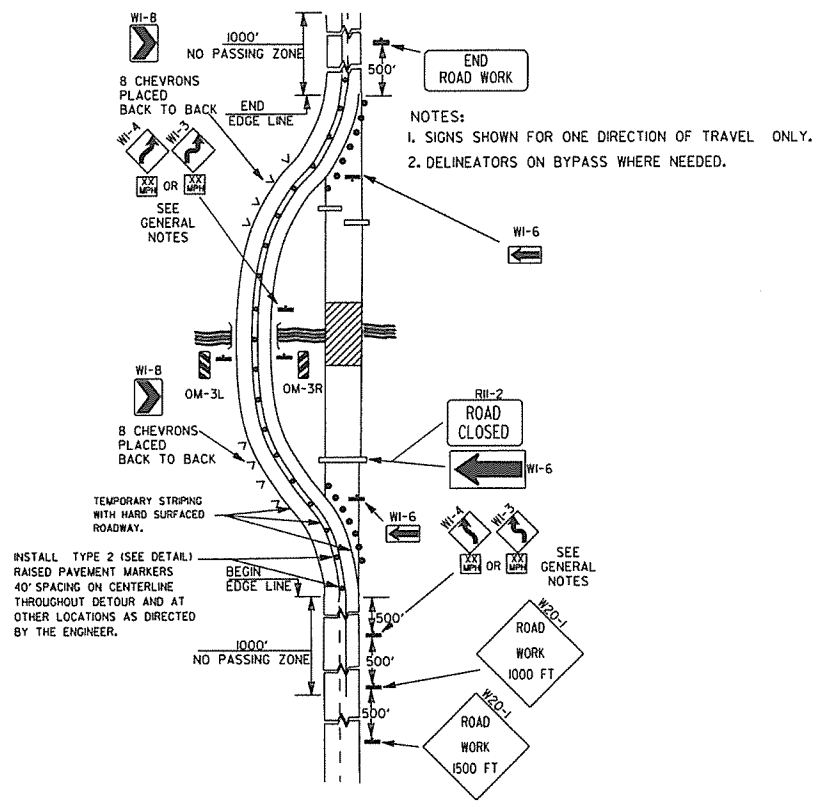 W1-8
1000'
NO PASSING ZONE
500'
END
ROAD WORK
8 CHEVRONS
PLACED
BACK TO BACK
END
EDGE LINE
NOTES:
1. SIGNS SHOWN FOR ONE DIRECTION OF TRAVEL ONLY.
2. DELINEATORS ON BYPASS WHERE NEEDED.
W1-4
W1-3
XX
MPH
OR
XX
MPH
SEE
GENERAL
NOTES
W1-6
W1-8
OM-3L
OM-3R
R11-2
ROAD
CLOSED
W1-6
8 CHEVRONS
PLACED
BACK TO BACK
TEMPORARY STRIPING
WITH HARD SURFACED
ROADWAY.
W1-6
W1-4
W1-3
XX
MPH
OR
XX
MPH
SEE
GENERAL
NOTES
INSTALL TYPE 2 (SEE DETAIL)
RAISED PAVEMENT MARKERS
40' SPACING ON CENTERLINE
THROUGHOUT DETOUR AND AT
OTHER LOCATIONS AS DIRECTED
BY THE ENGINEER.
BEGIN
EDGE LINE
1000'
NO PASSING ZONE
500'
500'
500'
W20-1
ROAD
WORK
1000 FT
W20-1
ROAD
WORK
1500 FT